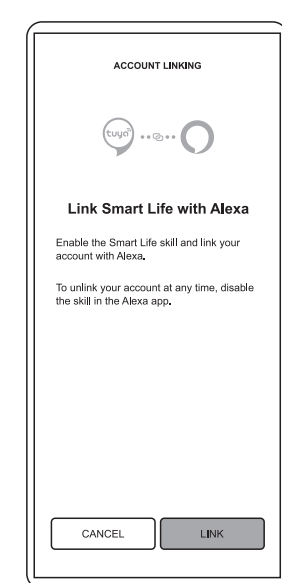 ACCOUNT LINKING
tuya
Link Smart Life with Alexa
Enable the Smart Life skill and link your
account with Alexa.
To unlink your account at any time, disable
the skill in the Alexa app.
CANCEL
LINK